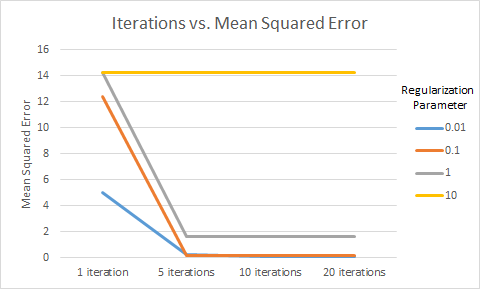 Iterations vs. Mean Squared Error
Mean Squared Error
16
14
12
10
8
6
4
2
0
1 iteration
5 iterations
10 iterations
20 iterations
Regularization
Parameter
0.01
0.1
1
10